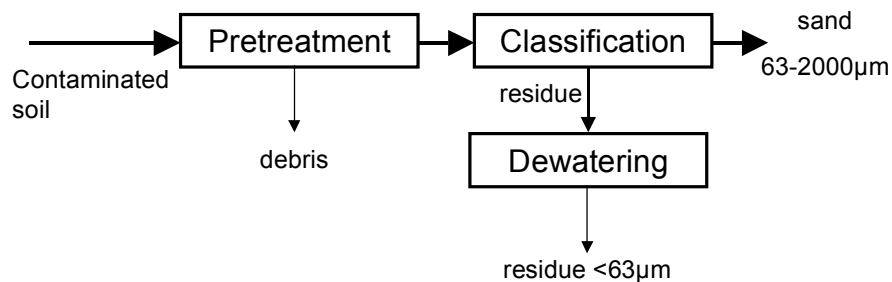 sand
Pretreatment
Classification
63-2000µm
Contaminated
soil
residue
debris
Dewatering
residue <63µm